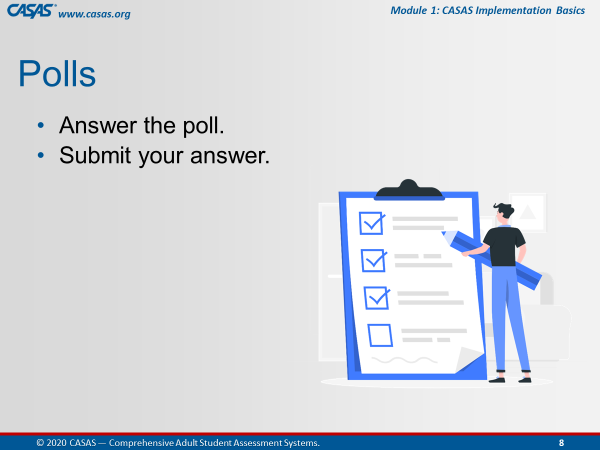 CASAS® www.casas.org
Module 1: CASAS Implementation Basics
Polls
• Answer the poll.
• Submit your answer.
© 2020 CASAS — Comprehensive Adult Student Assessment Systems.
8